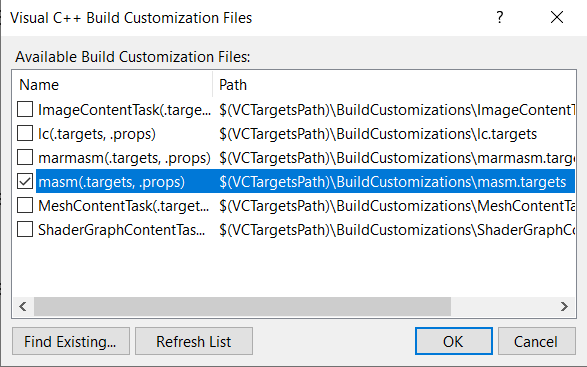 Visual C++ Build Customization Files
Available Build Customization Files:
Name Path
ImageContentTask(.targe... $(VCTargetsPath)\BuildCustomizations\ImageContentT
lc(.targets, .props) $(VCTargetsPath)\BuildCustomizations\lc.targets
marmasm(.targets, .props) $(VCTargetsPath)\BuildCustomizations\marmasm.targe
masm(.targets, .props) $(VCTargetsPath)\BuildCustomizations\masm.targets
MeshContentTask(.target... $(VCTargetsPath)\BuildCustomizations\MeshContentTa
ShaderGraphContentTas... $(VCTargetsPath)\BuildCustomizations\ShaderGraphCo
Find Existing... Refresh List OK Cancel